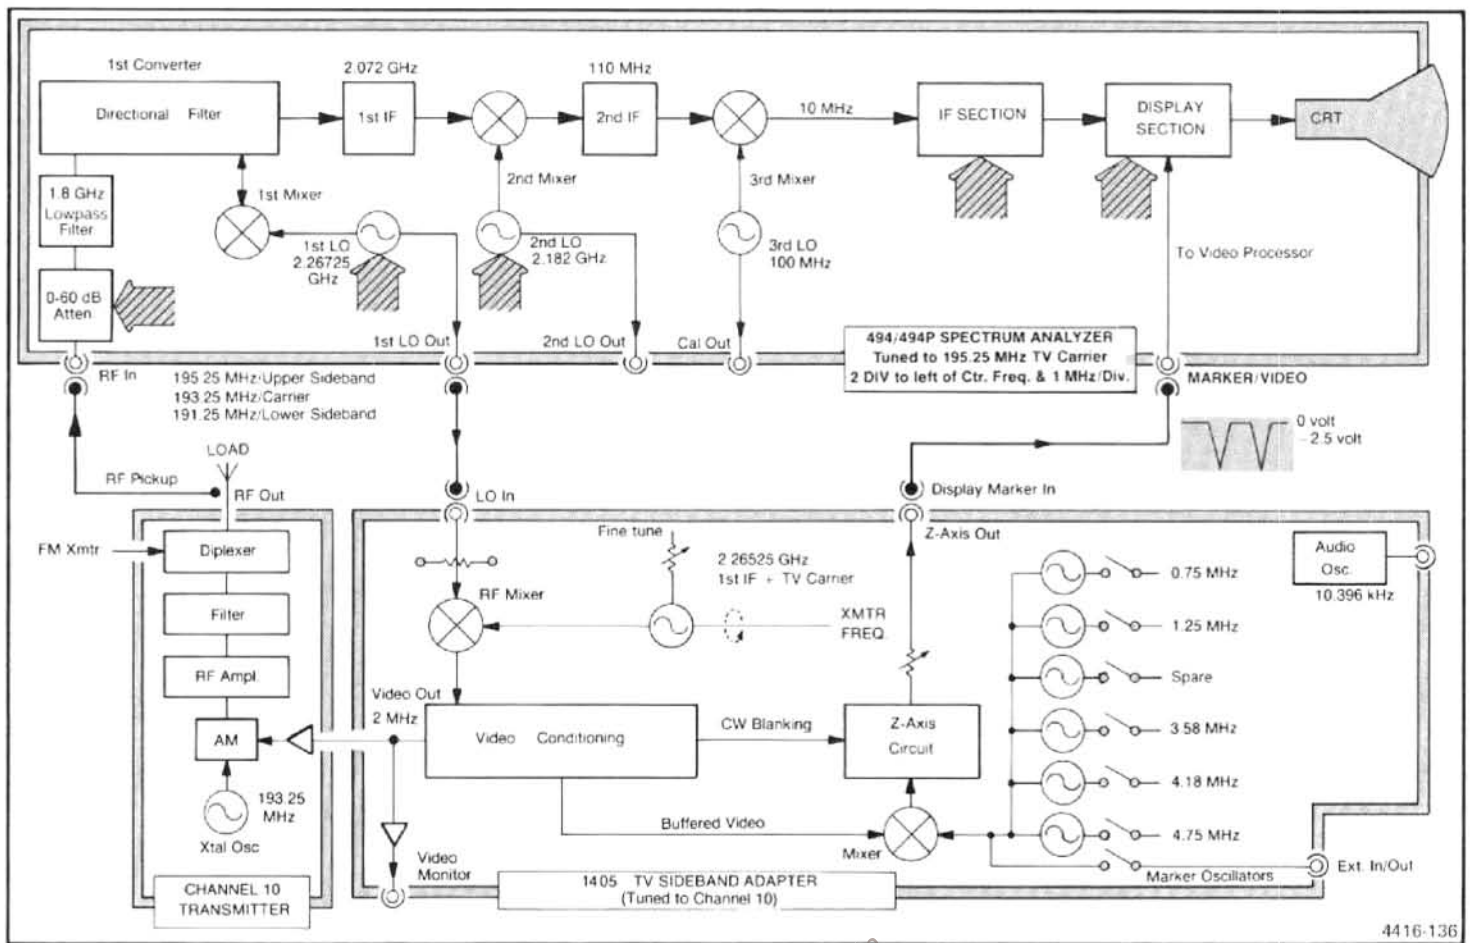 1st Converter
2.072 GHz
110 MHz
Directional Filter
1st IF
2nd IF
10 MHz
IF SECTION
DISPLAY
SECTION
CRT
1.8 GHz
Lowpass
Filter
1st Mixer
2nd Mixer
3rd Mixer
1st LO
2.26725
GHz
2nd LO
2.182 GHz
3rd LO
100 MHz
To Video Processor
0-60 dB
Atten.
1st LO Out
2nd LO Out
Cal Out
494/494P SPECTRUM ANALYZER
Tuned to 195.25 MHz TV Carrier
2 DIV to left of Ctr. Freq. & 1 MHz/Div.
RF In
195 25 MHz/Upper Sideband
193.25 MHz/Carrier
191.25 MHz/Lower Sideband
MARKER/VIDEO
0 volt
-2.5 volt
LOAD
RF Pickup
RF Out
LO In
Display Marker In
Z-Axis Out
FM Xmtr
Diplexer
Filter
RF Ampl.
AM
193.25
MHz
Xtal Osc
CHANNEL 10
TRANSMITTER
Fine tune
2 26525 GHz
1st IF + TV Carrier
RF Mixer
XMTR
FREQ.
Audio
Osc.
10.396 kHz
0.75 MHz
1.25 MHz
Spare
3 58 MHz
4.18 MHz
4.75 MHz
Video Out
2 MHz
Video Conditioning
CW Blanking
Z-Axis
Circuit
Buffered Video
Mixer
Video
Monitor
Marker Oscillators
Ext. In/Out
1405 TV SIDEBAND ADAPTER
(Tuned to Channel 10)
4416-136